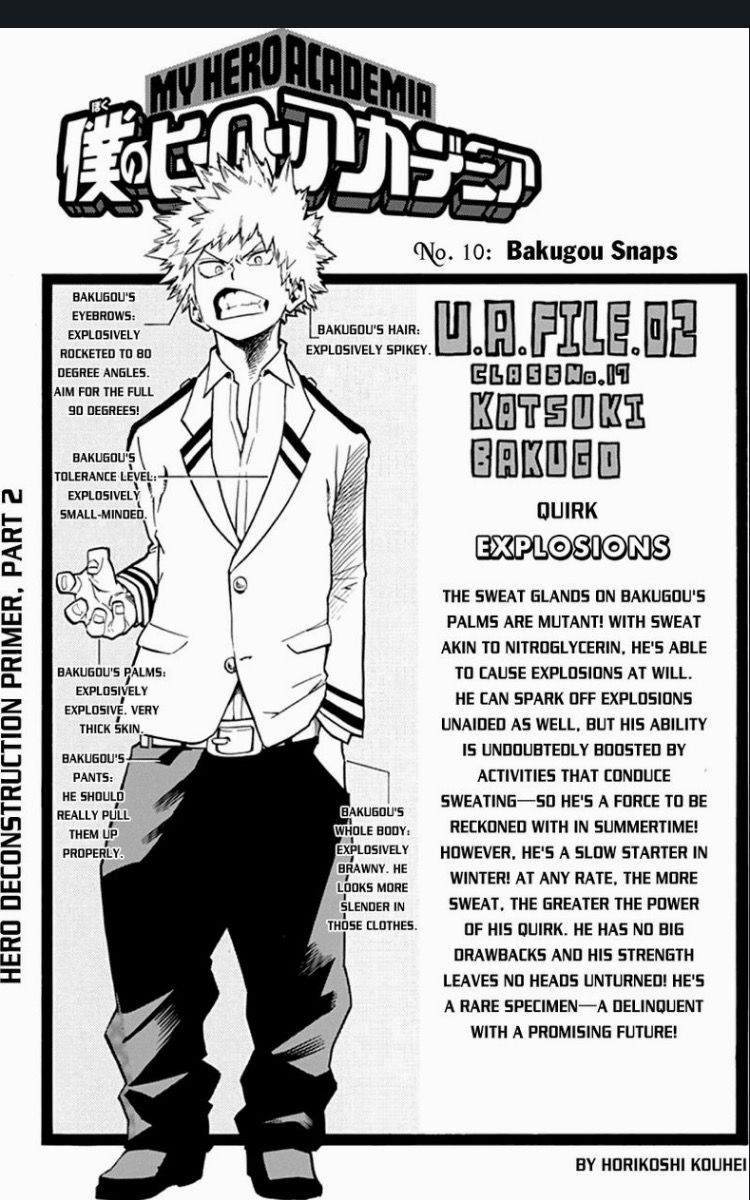 MY HERO ACADEMIA
ぼく
僕のヒーローアカデミア
No. 10: Bakugou Snaps
HERO DECONSTRUCTION PRIMER, PART 2
BAKUGOU'S
EYEBROWS:
EXPLOSIVELY
ROCKETED TO 80
DEGREE ANGLES.
AIM FOR THE FULL
90 DEGREES!
BAKUGOU'S HAIR:
EXPLOSIVELY SPIKEY.
BAKUGOU'S
TOLERANCE LEVEL:
EXPLOSIVELY
SMALL-MINDED.
BAKUGOU'S PALMS:
EXPLOSIVELY
EXPLOSIVE. VERY
THICK SKIN.
BAKUGOU'S
PANTS:
HE SHOULD
REALLY PULL
THEM UP
PROPERLY.
BAKUGOU'S
WHOLE BODY:
EXPLOSIVELY
BRAWNY. HE
LOOKS MORE
SLENDER IN
THOSE CLOTHES.
U.A.FILE.02
CLASS No.17
KATSUKI
BAKUGO
QUIRK
EXPLOSIONS
THE SWEAT GLANDS ON BAKUGOU'S
PALMS ARE MUTANT! WITH SWEAT
AKIN TO NITROGLYCERIN, HE'S ABLE
TO CAUSE EXPLOSIONS AT WILL.
HE CAN SPARK OFF EXPLOSIONS
UNAIDED AS WELL, BUT HIS ABILITY
IS UNDOUBTEDLY BOOSTED BY
ACTIVITIES THAT CONDUCE
SWEATING—SO HE'S A FORCE TO BE
RECKONED WITH IN SUMMERTIME!
HOWEVER, HE'S A SLOW STARTER IN
WINTER! AT ANY RATE, THE MORE
SWEAT, THE GREATER THE POWER
OF HIS QUIRK. HE HAS NO BIG
DRAWBACKS AND HIS STRENGTH
LEAVES NO HEADS UNTURNED! HE'S
A RARE SPECIMEN—A DELINQUENT
WITH A PROMISING FUTURE!
BY HORIKOSHI KOUHEI